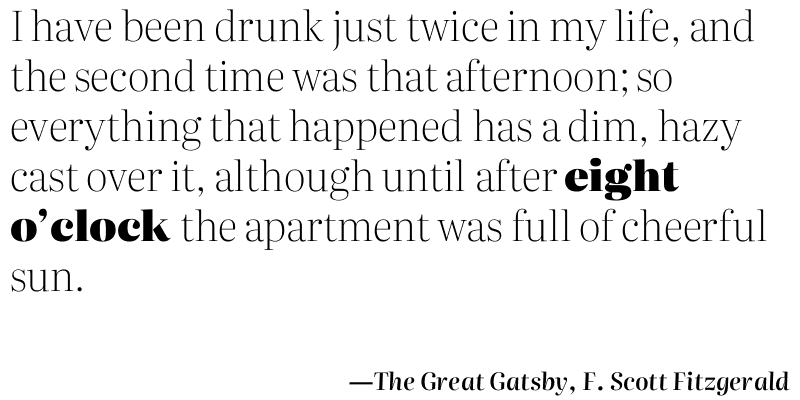 I have been drunk just twice in my life, and
the second time was that afternoon; so
everything that happened has a dim, hazy
cast over it, although until after eight
o’clock the apartment was full of cheerful
sun.
—The Great Gatsby, F. Scott Fitzgerald